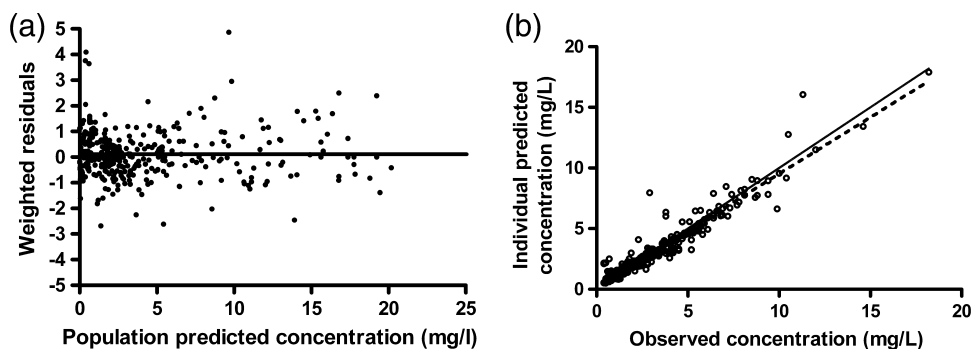 (a)
Weighted residuals
5
4
3
2
1
0
-1
-2
-3
-4
-5
0 5 10 15 20 25
Population predicted concentration (mg/l)
(b)
Individual predicted
concentration (mg/L)
20
15
10
5
0
0 5 10 15 20
Observed concentration (mg/L)